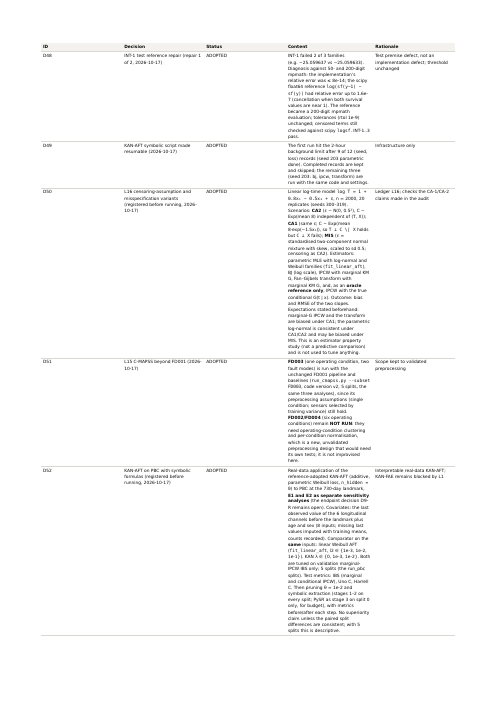 ID Decision Status Content Rationale
D48 INT-1 test reference repair (repair 1 ADOPTED INT-1 failed 2 of 3 families Test premise defect, not an
of 2, 2026-10-17) (e.g. −25.059637 vs −25.059633). implementation defect; threshold
Diagnosis against 50- and 200-digit unchanged
mpmath: the implementation's
relative error was ≤ 8e-14; the scipy
float64 reference
had relative error up to 1.6e-
7 (cancellation when both survival
values are near 1). The reference
became a 200-digit mpmath
evaluation; tolerances (rtol 1e-9)
unchanged; censored terms still
checked against scipy logsf. INT-1..3
pass.
D49 KAN-AFT symbolic script made ADOPTED The first run hit the 2-hour Infrastructure only
resumable (2026-10-17) background limit after 9 of 12 (seed,
loss) records (seed 203 parametric
done). Completed records are kept
and skipped; the remaining three
(seed 203: bj, ipcw, transform) are
run with the same code and settings.
D50 L16 censoring-assumption and ADOPTED Linear log-time model log T = 1 + Ledger L16; checks the CA-1/CA-2
misspecification variants 0.8x₁ − 0.5x₂ + ε, n = 2000, 20 claims made in the audit
(registered before running, 2026- replicates (seeds 300–319).
10-17) Scenarios: CA2 (ε ~ N(0, 0.5²), C ~
Exp(mean 8) independent of (T, X));
CA1 (same ε; C ~ Exp(mean
8·exp(−1.5x₁)), so T ⊥ C | X holds
but C ⊥ X fails); MIS (ε =
standardised two-component normal
mixture with skew, scaled to sd 0.5;
censoring as CA2). Estimators:
parametric MLE with log-normal and
Weibull families (fit_linear_aft),
BJ (log scale), IPCW with marginal KM
G, Fan–Gijbels transform with
marginal KM G, and, as an oracle
reference only, IPCW with the true
conditional G(t | x). Outcome: bias
and RMSE of the two slopes.
Expectations stated beforehand:
marginal-G IPCW and the transform
are biased under CA1; the parametric
log-normal is consistent under
CA1/CA2 and may be biased under
MIS. This is an estimator property
study (not a predictive comparison)
and is not used to tune anything.
D51 L15 C-MAPSS beyond FD001 (2026- ADOPTED FD003 (one operating condition, two Scope kept to validated
10-17) fault modes) is run with the preprocessing
unchanged FD001 pipeline and
baselines (run_cmapss.py --subset
FD003, code version v2, 5 splits, the
same three analyses), since its
preprocessing assumptions (single
condition; sensors selected by
training variance) still hold.
FD002/FD004 (six operating
conditions) remain NOT RUN: they
need operating-condition clustering
and per-condition normalisation,
which is a new, unvalidated
preprocessing design that would need
its own tests; it is not improvised
here.
D52 KAN-AFT on PBC with symbolic ADOPTED Real-data application of the Interpretable real-data KAN-AFT;
formulas (registered before reference-adapted KAN-AFT (additive, KAN-FAE remains blocked by L1
running, 2026-10-17) parametric Weibull loss, n_hidden =
0) to PBC at the 730-day landmark.
E1 and E2 as separate sensitivity
analyses (the endpoint decision D9-
R remains open). Covariates: the last
observed value of the 6 longitudinal
channels before the landmark plus
age and sex (8 inputs; missing last
values imputed with training means,
counts recorded). Comparator on the
same inputs: linear Weibull AFT
(fit_linear_aft, l2 ∈ {1e-3, 1e-2,
1e-1}). KAN λ ∈ {0, 1e-3, 1e-2}. Both
are tuned on validation marginal-
IPCW IBS only; 5 splits (the run_pbc
splits). Test metrics: IBS (marginal
and conditional IPCW), Uno C, Harrell
C. Then pruning θ = 1e-2 and
symbolic extraction (stages 1–2 on
every split; PySR as stage 3 on split 0
only, for budget), with metrics
before/after each step. No superiority
claim unless the paired split
differences are consistent; with 5
splits this is descriptive.